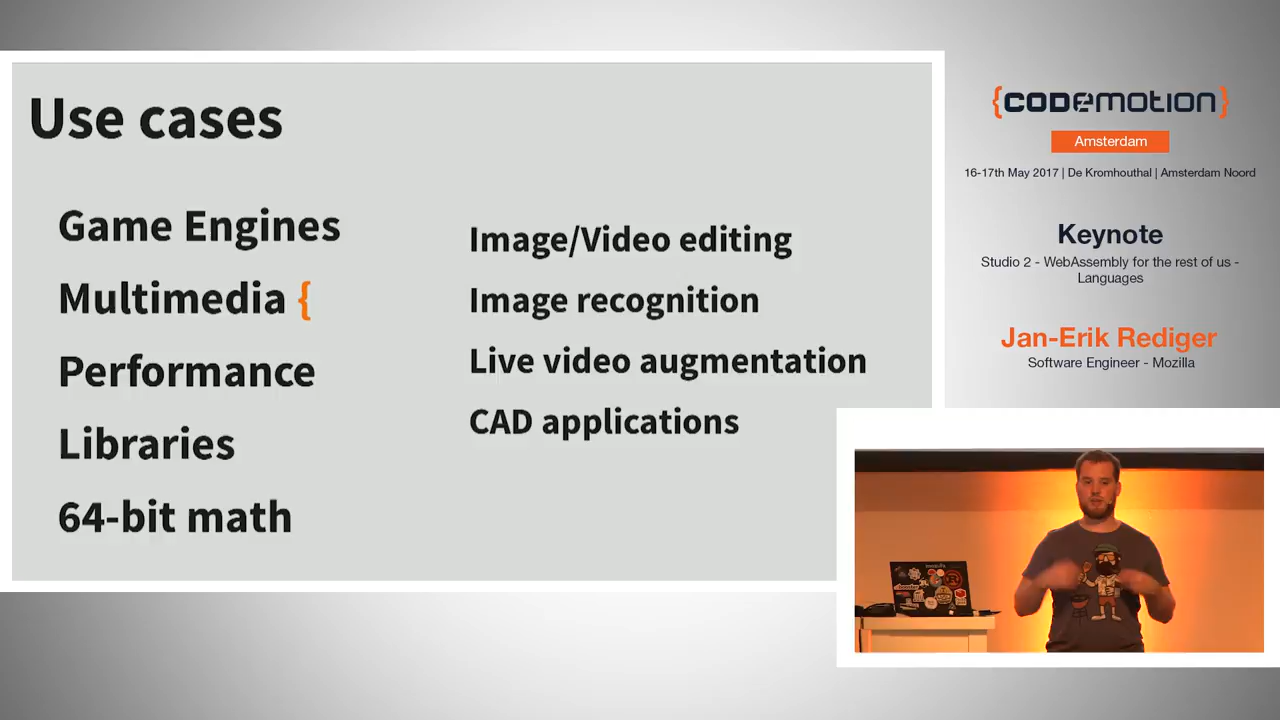 Use cases
Game Engines
Multimedia {
Performance
Libraries
64-bit math
Image/Video editing
Image recognition
Live video augmentation
CAD applications
{CODEMOTION}
Amsterdam
16-17th May 2017 | De Kromhouthal | Amsterdam Noord
Keynote
Studio 2 - WebAssembly for the rest of us -
Languages
Jan-Erik Rediger
Software Engineer - Mozilla